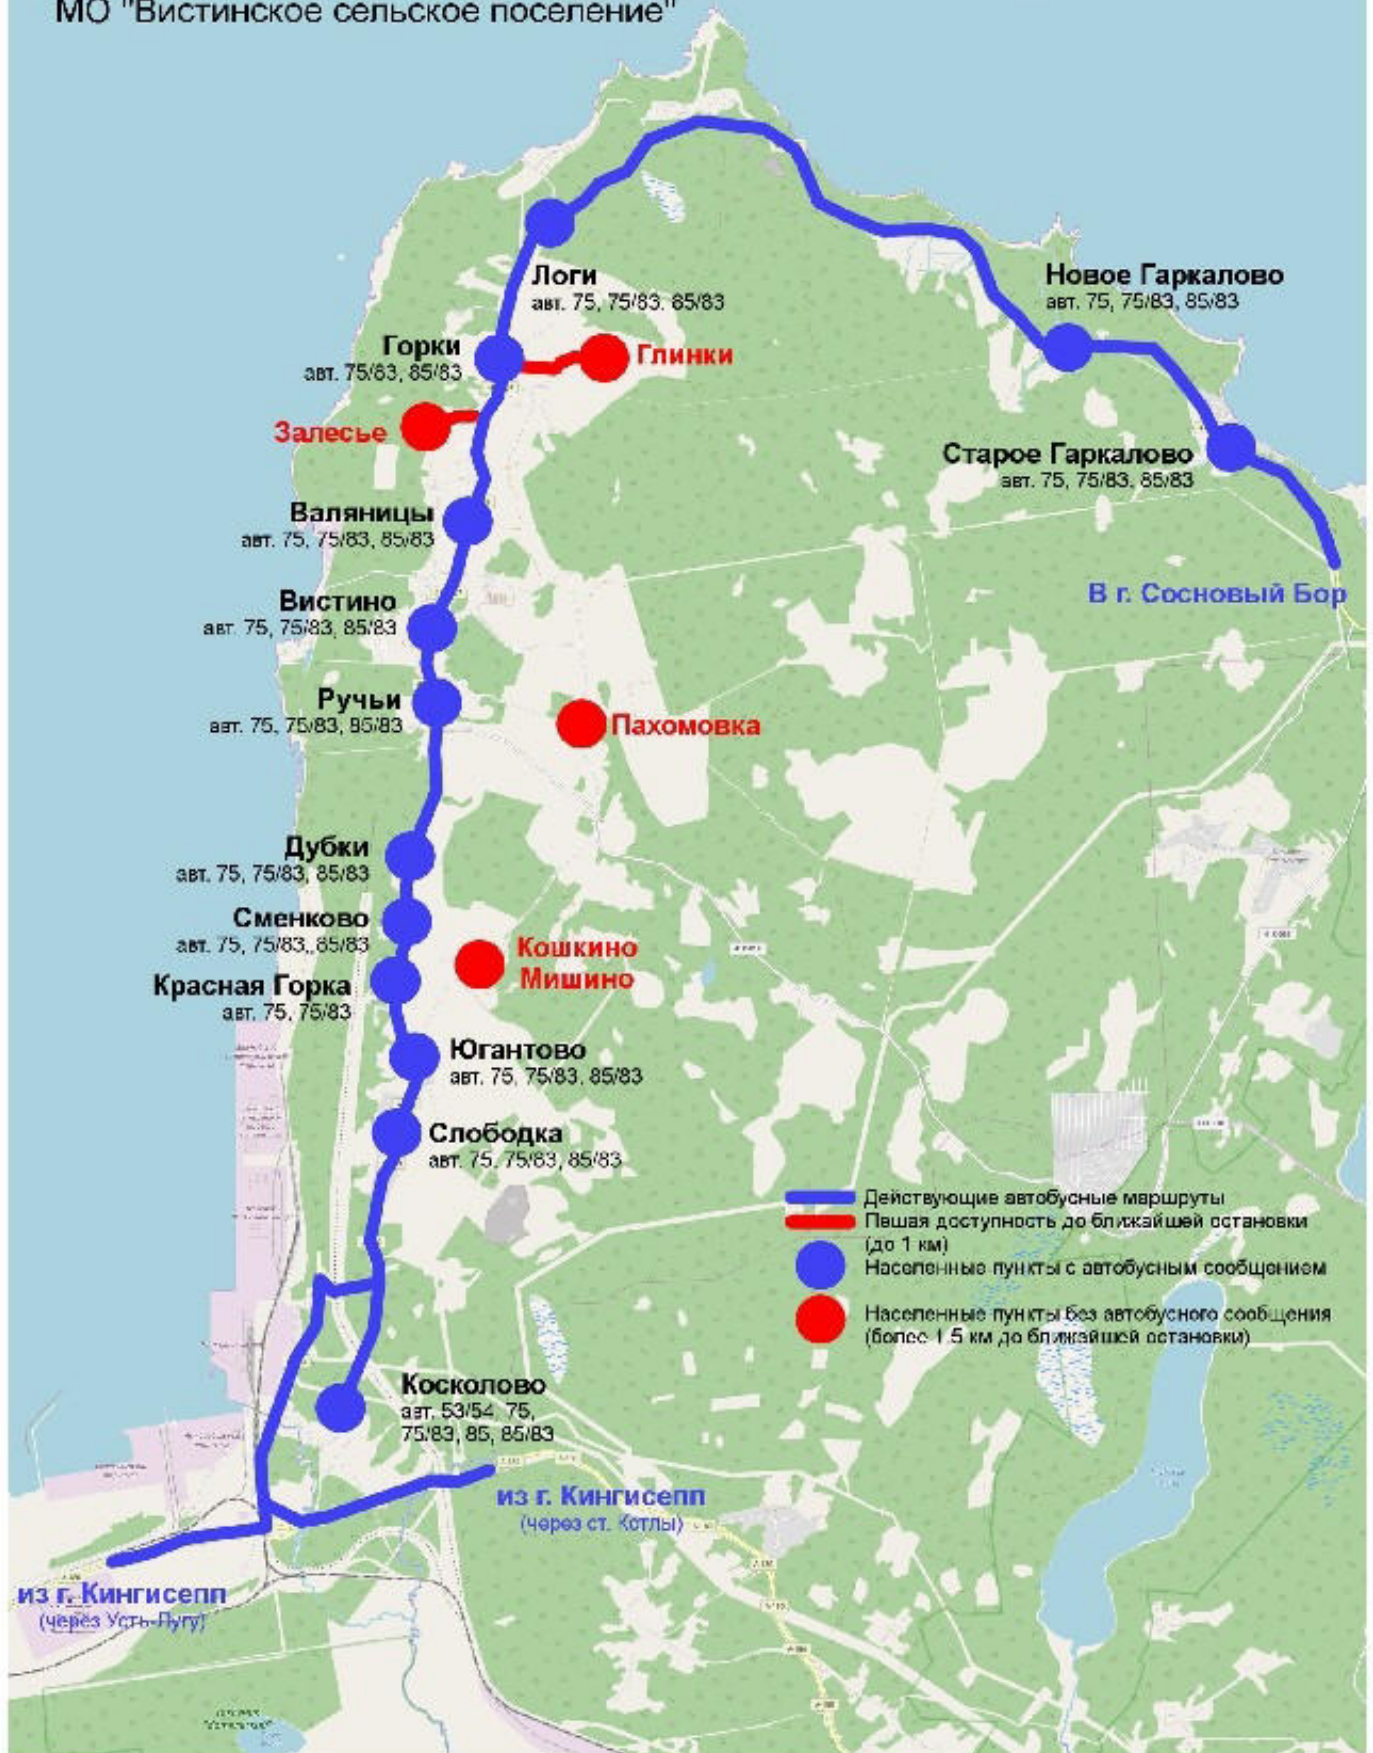 МО "Вистинское сельское поселение"
Логи
авт. 75, 75/83, 85/83
Новое Гаркалово
авт. 75, 75/83, 85/83
Горки
авт. 75/83, 85/83
Глинки
Залесье
Старое Гаркалово
авт. 75, 75/83, 85/83
Валяницы
авт. 75, 75/83, 85/83
В г. Сосновый Бор
Вистино
авт. 75, 75/83, 85/83
Ручьи
авт. 75, 75/83, 85/83
Пахомовка
Дубки
авт. 75, 75/83, 85/83
Сменково
авт. 75, 75/83, 85/83
Кошкино
Мишино
Красная Горка
авт. 75, 75/83
Югантово
авт. 75, 75/83, 85/83
Слободка
авт. 75, 75/83, 85/83
Действующие автобусные маршруты
Пешая доступность до ближайшей остановки
(до 1 км)
Населенные пункты с автобусным сообщением
Населенные пункты без автобусного сообщения
(более 1.5 км до ближайшей остановки)
Косколово
авт. 53/54, 75,
75/83, 85, 85/83
из г. Кингисепп
(через ст. Котлы)
из г. Кингисепп
(через Усть-Лугу)